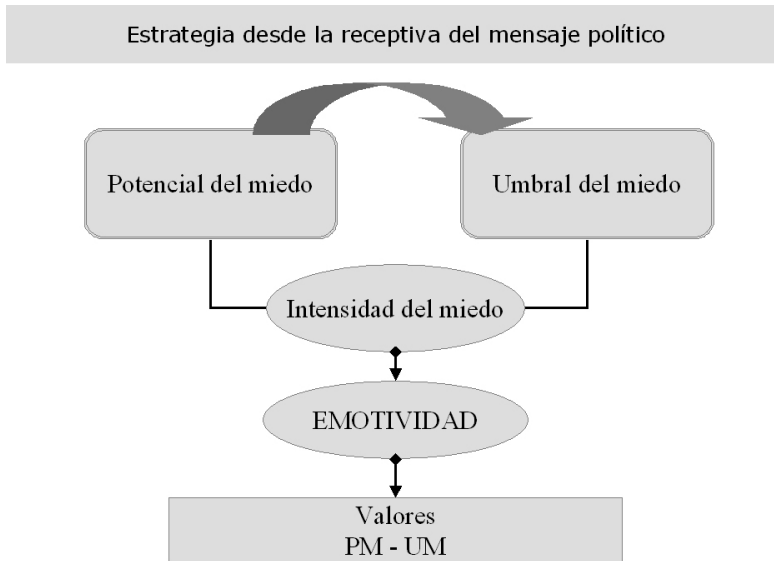 Estrategia desde la receptiva del mensaje político
Potencial del miedo
Umbral del miedo
Intensidad del miedo
EMOTIVIDAD
Valores
PM - UM